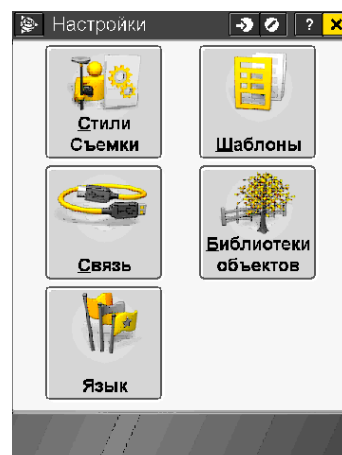 Настройки ? ×
Стили
Съемки
Шаблоны
Связь
Библиотеки
объектов
Язык